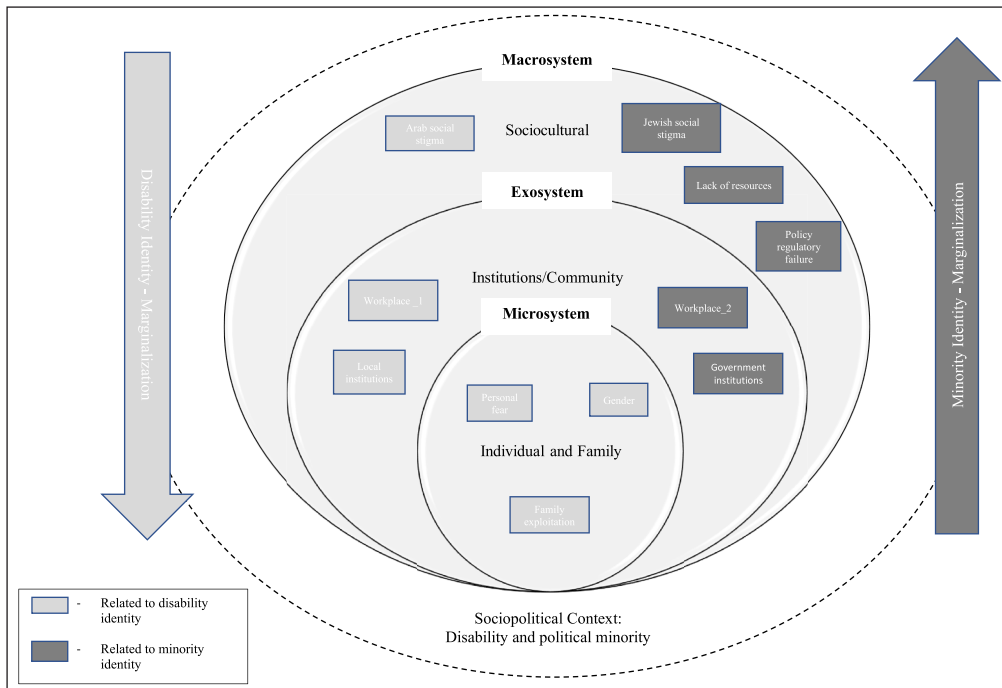 Macrosystem
Arab social
stigma
Sociocultural
Jewish social
stigma
Lack of resources
Policy
regulatory
failure
Exosystem
Institutions/Community
Workplace _1
Workplace_2
Local
institutions
Government
institutions
Microsystem
Personal
fear
Gender
Individual and Family
Family
exploitation
Disability Identity - Marginalization
Minority Identity - Marginalization
Sociopolitical Context:
Disability and political minority
- Related to disability
identity
- Related to minority
identity